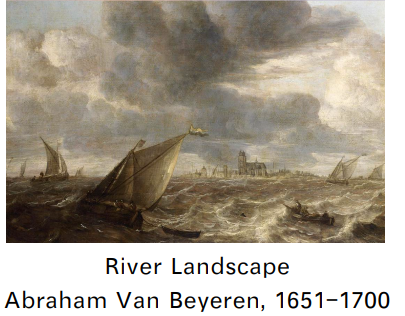 River Landscape
Abraham Van Beyeren, 1651-1700